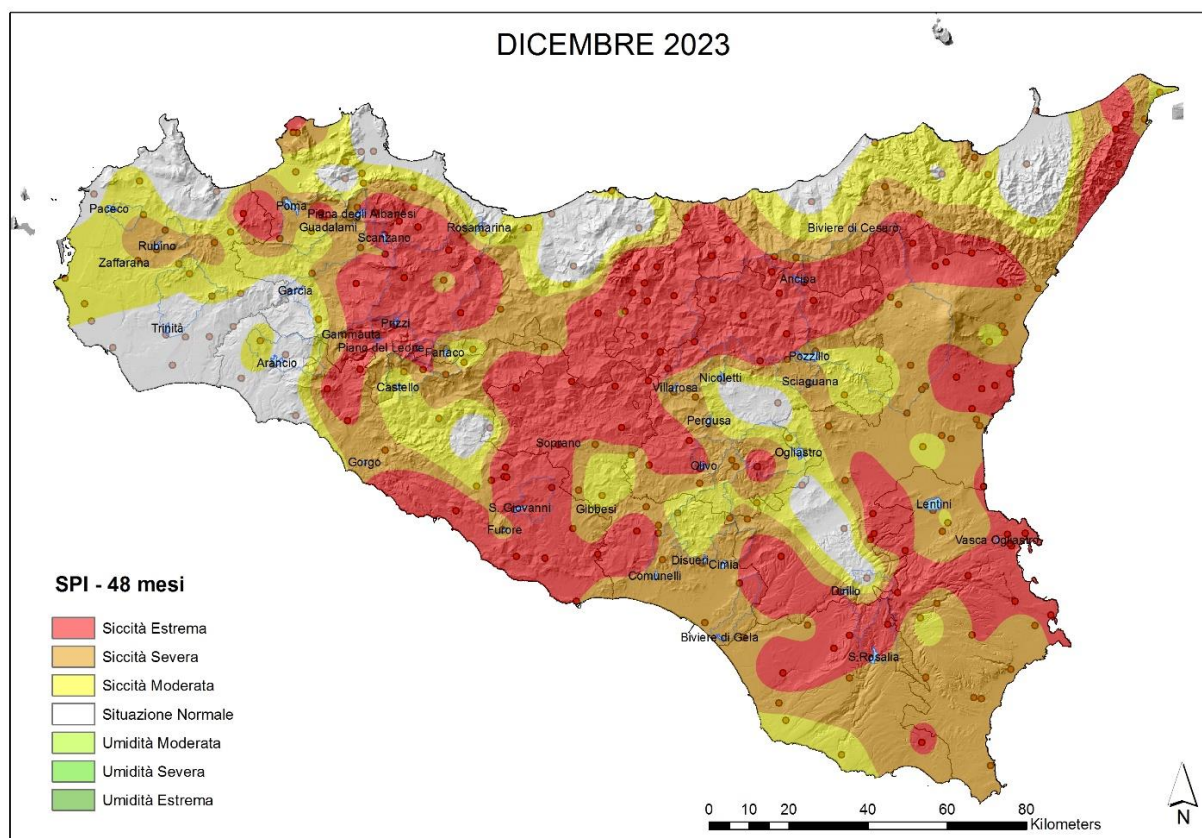 DICEMBRE 2023
Paceco
Poma
Piana degli Albanesi
Guadalami
Scanzano
Rosamarina
Rubino
Zaffarana
Biviere di Cesarò
Ancipa
Garcia
Trinità
Prizzi
Gammauta
Piano del Leone
Fanaco
Arancio
Castello
Pozzillo
Nicoletti
Sciaguana
Villarosa
Pergusa
Soprano
Ogliastro
Gorgo
Olivo
S. Giovanni
Gibbesi
Lentini
Furore
Vasca Ogliastro
Disueri
Cimia
Comunelli
Dirillo
Biviere di Gela
S.Rosalia
SPI - 48 mesi
Siccità Estrema
Siccità Severa
Siccità Moderata
Situazione Normale
Umidità Moderata
Umidità Severa
Umidità Estrema
0 5 10 20 40 60 80
Kilometers
N